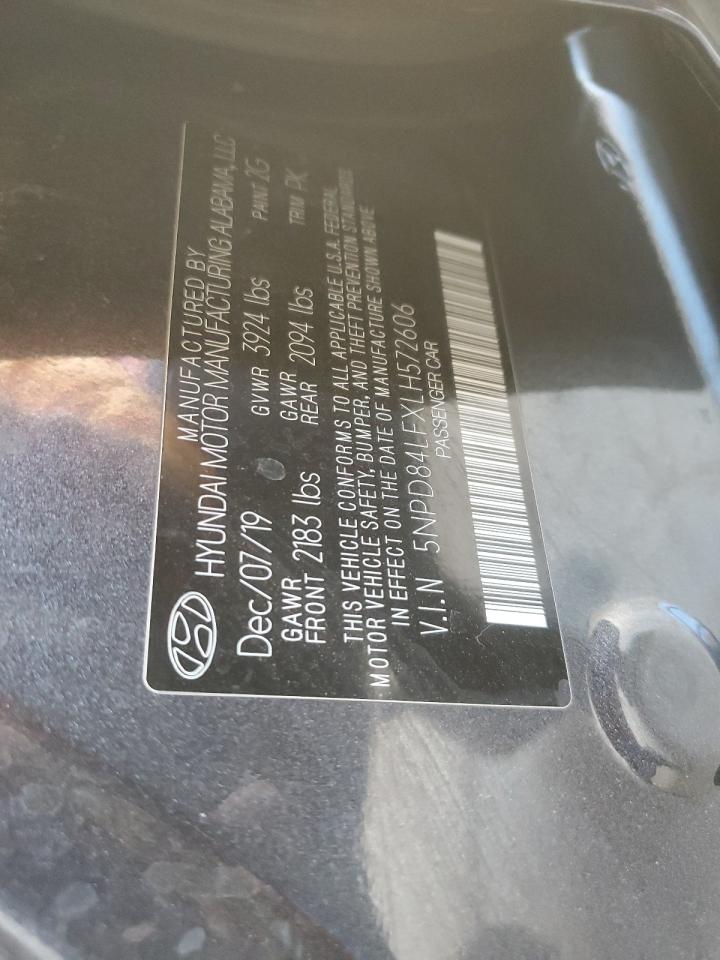 MANUFACTURED BY
HYUNDAI MOTOR MANUFACTURING ALABAMA, LLC
Dec/07/19 GVWR 3924 lbs PAINT
GAWR FRONT 2183 lbs GAWR REAR 2094 lbs TRIM PK
THIS VEHICLE CONFORMS TO ALL APPLICABLE U.S.A. FEDERAL
MOTOR VEHICLE SAFETY, BUMPER, AND THEFT PREVENTION STANDARDS
IN EFFECT ON THE DATE OF MANUFACTURE SHOWN ABOVE
V.I.N 5NPD84LFXLH572606
PASSENGER CAR